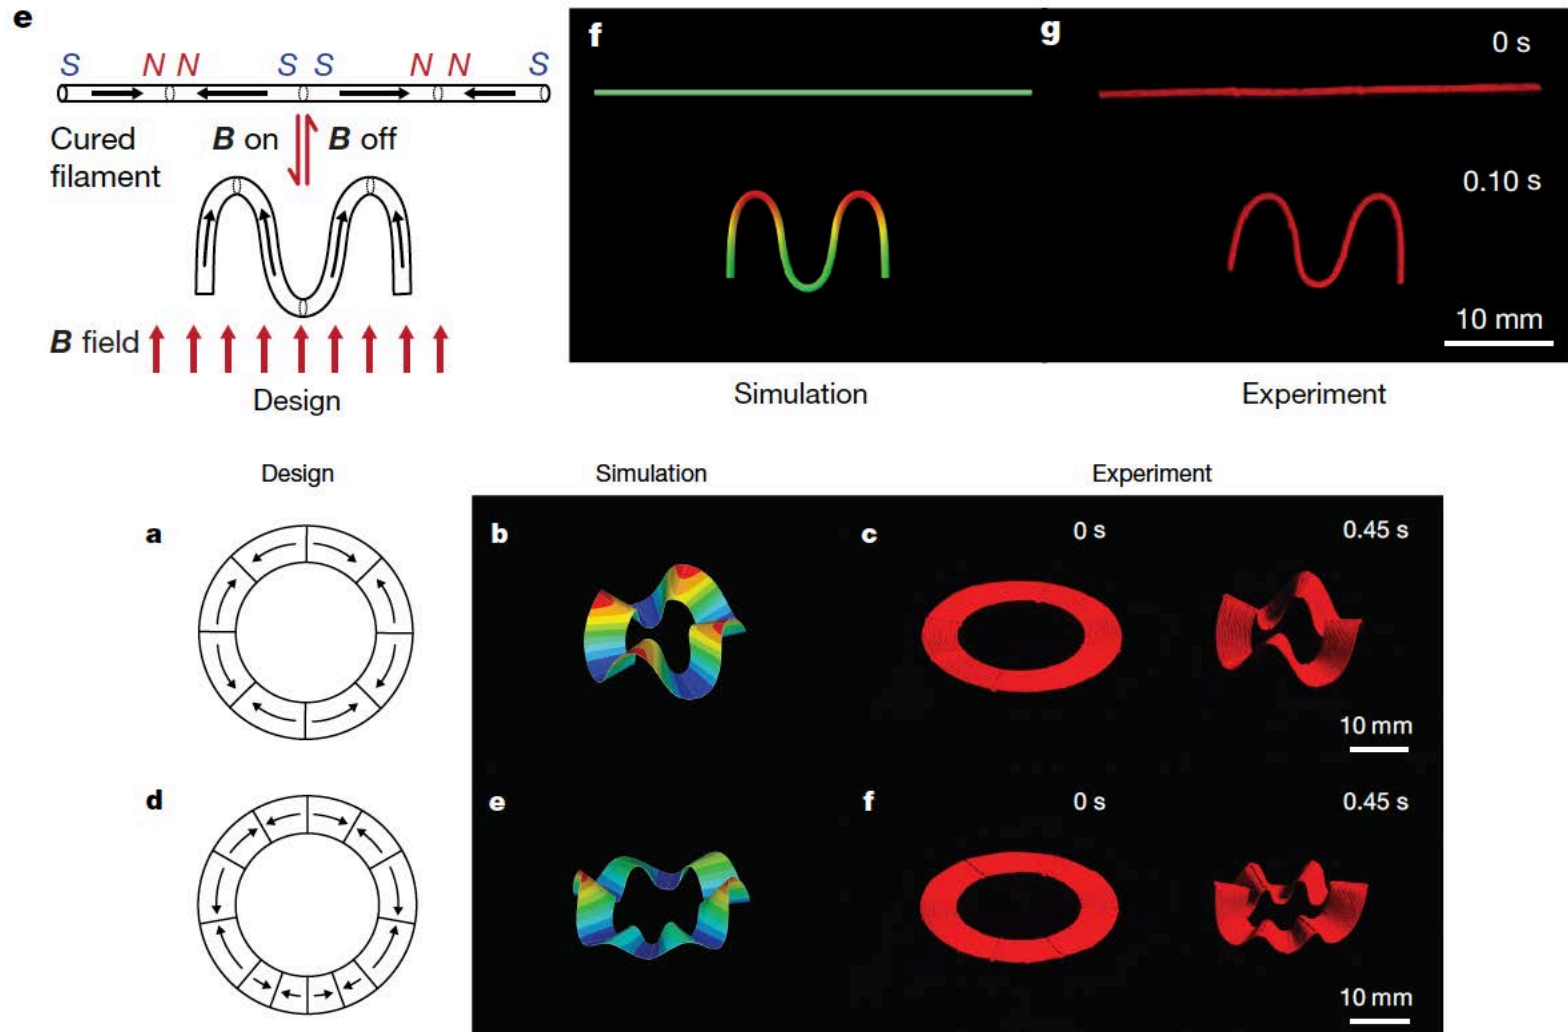 e
S N N S S N N S
Cured
filament
B on B off
B field
Design
f
Simulation
g
0 s
0.10 s
10 mm
Experiment
Design Simulation Experiment
a b c 0 s 0.45 s
10 mm
d e f 0 s 0.45 s
10 mm